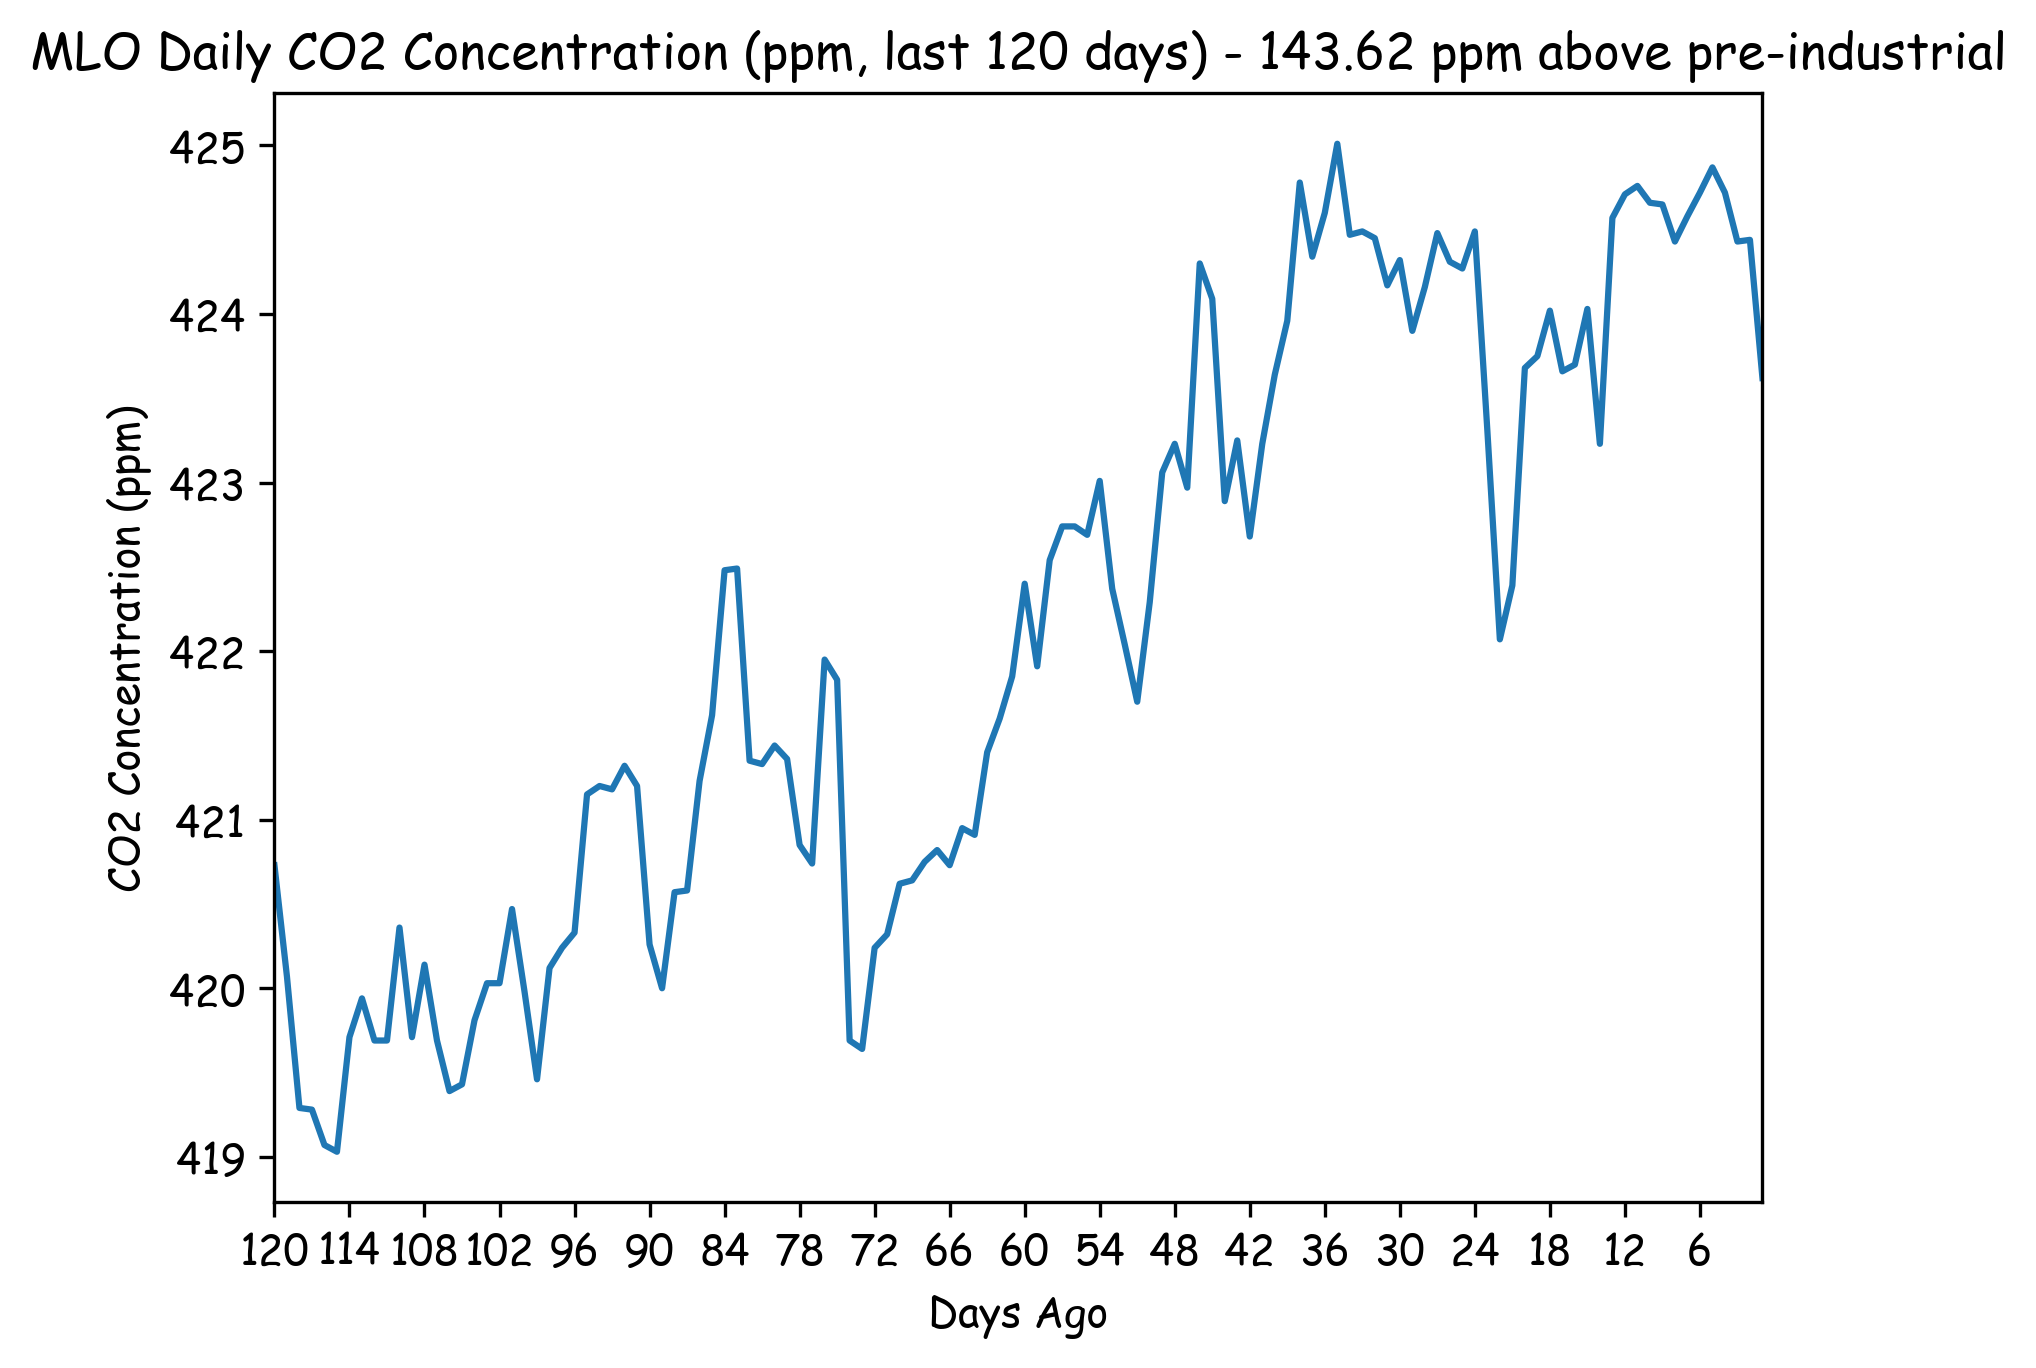 MLO Daily CO2 Concentration (ppm, last 120 days) - 143.62 ppm above pre-industrial
CO2 Concentration (ppm)
425
424
423
422
421
420
419
120 114 108 102 96 90 84 78 72 66 60 54 48 42 36 30 24 18 12 6
Days Ago